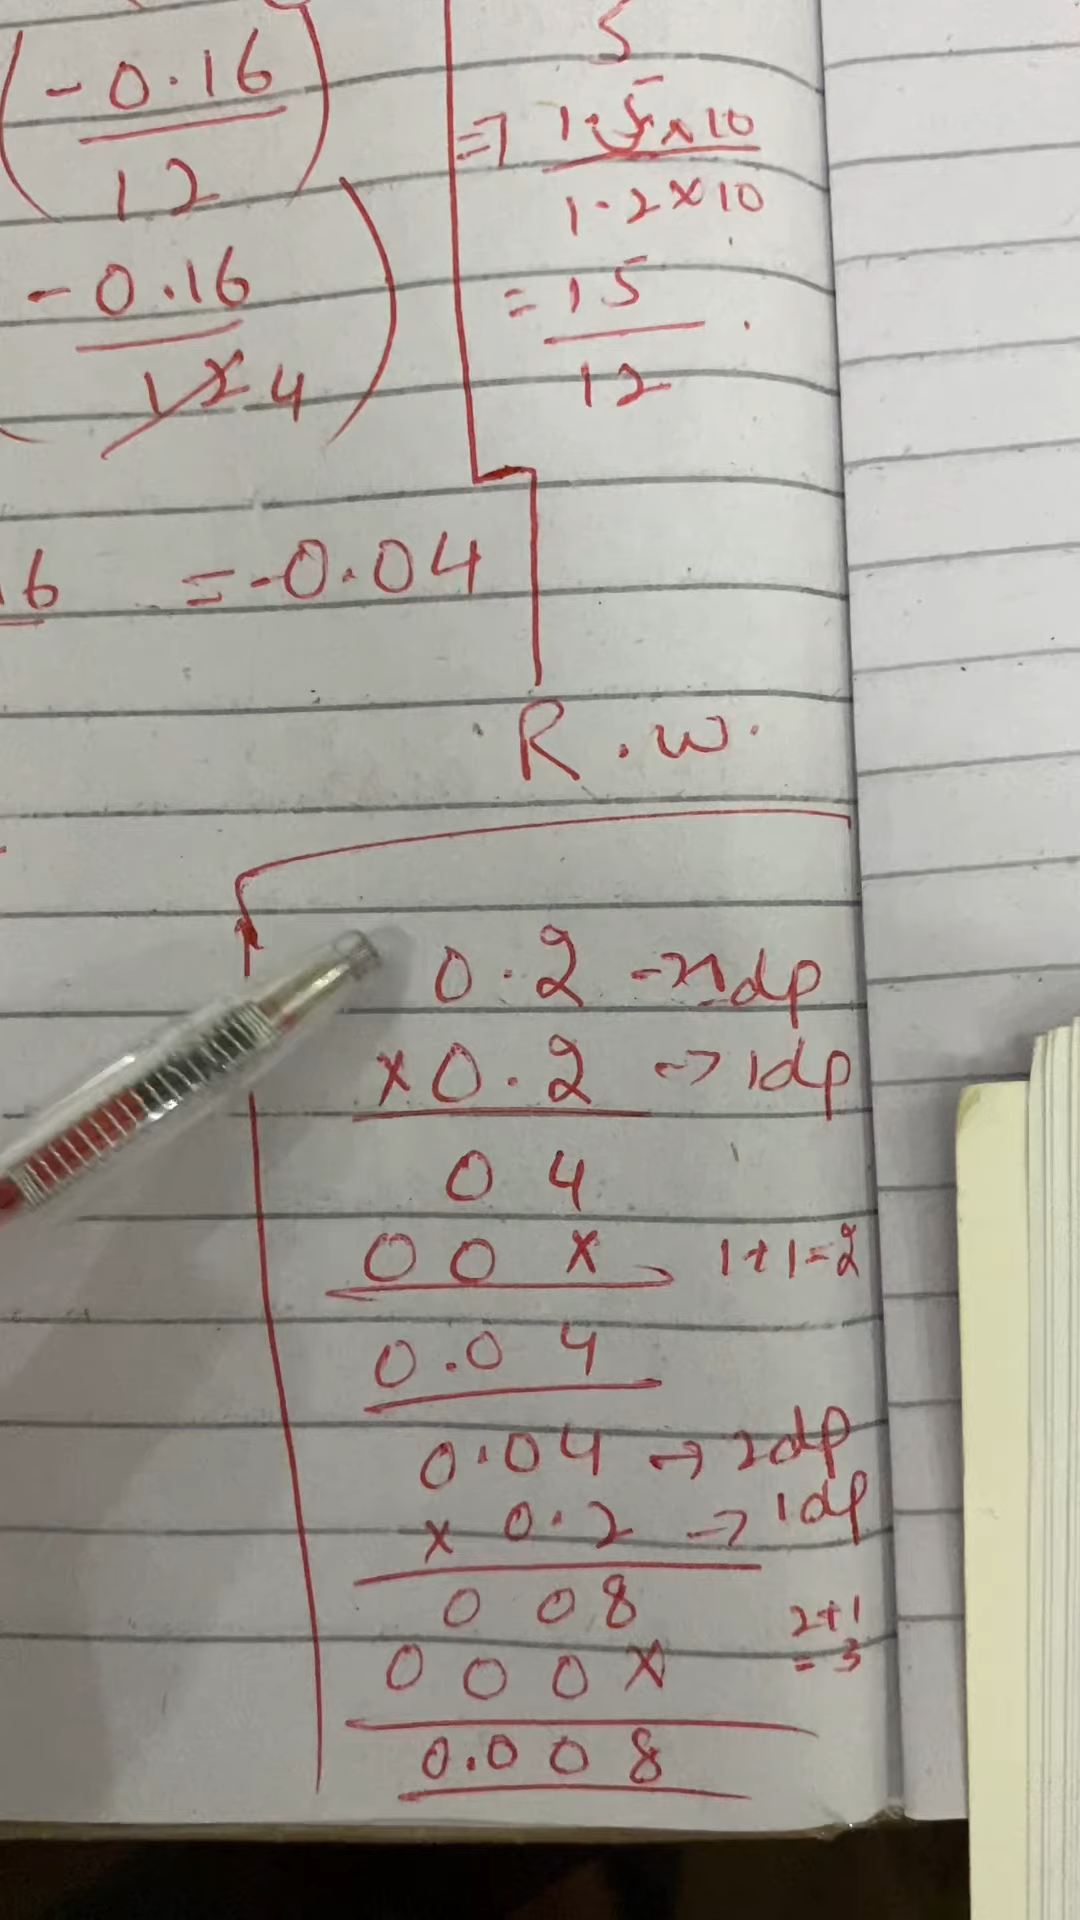 (-0.16
12)
-0.16
12 4)
.6 = -0.04
5
=> 1.5 x 10
1.2 x 10
= 15
12
R.W.
0.2 → 1dp
x 0.2 → 1dp
0 4
0 0 x 1+1=2
0.0 4
0.04 → 2dp
x 0.2 → 1dp
0 0 8
0 0 0 x 2+1
= 3
0.0 0 8